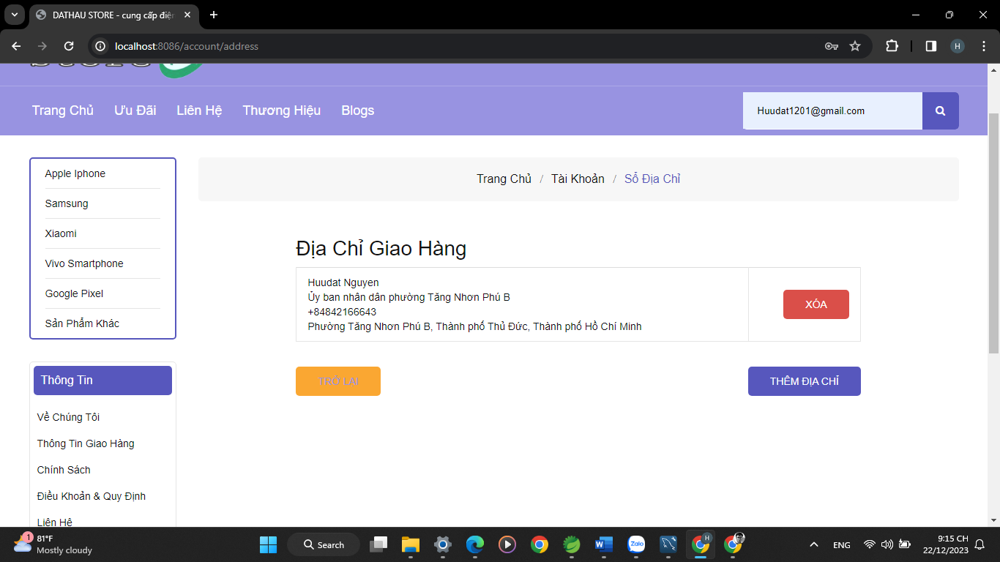 DATHAU STORE - cung cấp điện
localhost:8086/account/address
H
Trang Chủ
Ưu Đãi
Liên Hệ
Thương Hiệu
Blogs
Huudat1201@gmail.com
Apple Iphone
Samsung
Xiaomi
Vivo Smartphone
Google Pixel
Sản Phẩm Khác
Trang Chủ / Tài Khoản / Sổ Địa Chỉ
Địa Chỉ Giao Hàng
Huudat Nguyen
Ủy ban nhân dân phường Tăng Nhơn Phú B
+84842166643
Phường Tăng Nhơn Phú B, Thành phố Thủ Đức, Thành phố Hồ Chí Minh
XÓA
TRỞ LẠI
THÊM ĐỊA CHỈ
Thông Tin
Về Chúng Tôi
Thông Tin Giao Hàng
Chính Sách
Điều Khoản & Quy Định
Liên Hệ
1
81°F
Mostly cloudy
Search
Zalo
H
ENG
9:15 CH
22/12/2023